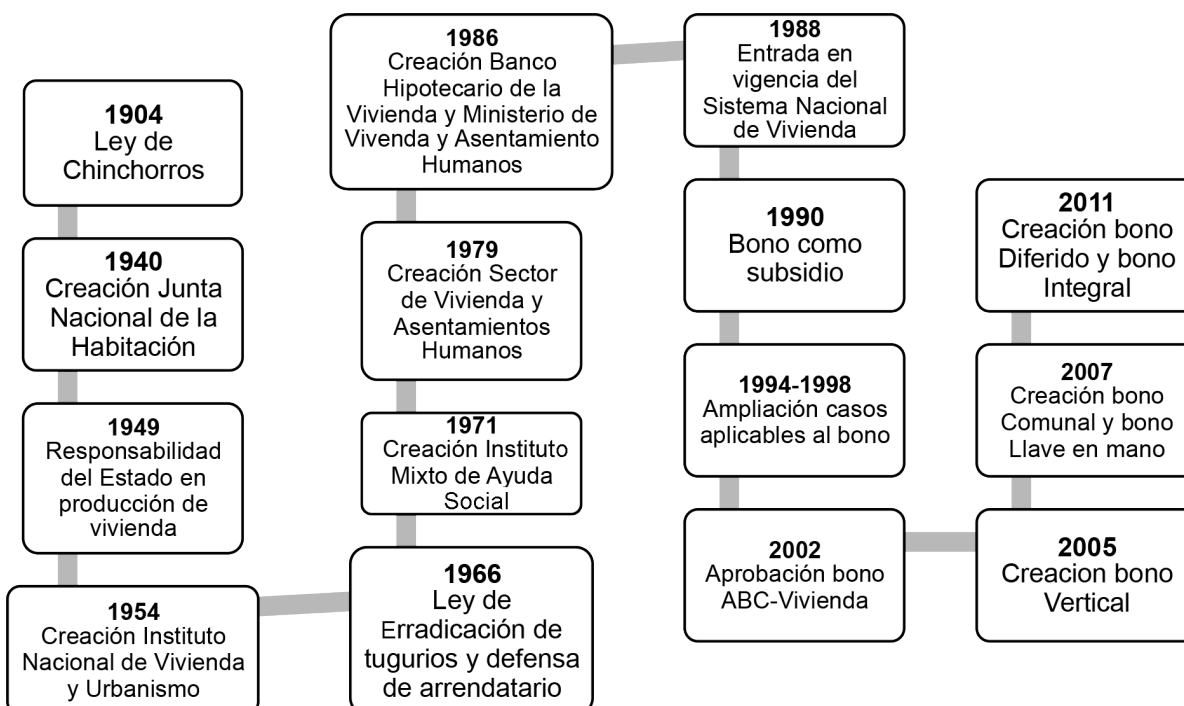 1904
Ley de
Chinchorros
1940
Creación Junta
Nacional de la
Habitación
1949
Responsabilidad
del Estado en
producción de
vivienda
1954
Creación Instituto
Nacional de Vivienda
y Urbanismo
1966
Ley de
Erradicación de
tugurios y defensa
de arrendatario
1971
Creación Instituto
Mixto de Ayuda
Social
1979
Creación Sector
de Vivienda y
Asentamientos
Humanos
1986
Creación Banco
Hipotecario de la
Vivienda y Ministerio de
Vivenda y Asentamiento
Humanos
1988
Entrada en
vigencia del
Sistema Nacional
de Vivienda
1990
Bono como
subsidio
1994-1998
Ampliación casos
aplicables al bono
2002
Aprobación bono
ABC-Vivienda
2005
Creacion bono
Vertical
2007
Creación bono
Comunal y bono
Llave en mano
2011
Creación bono
Diferido y bono
Integral